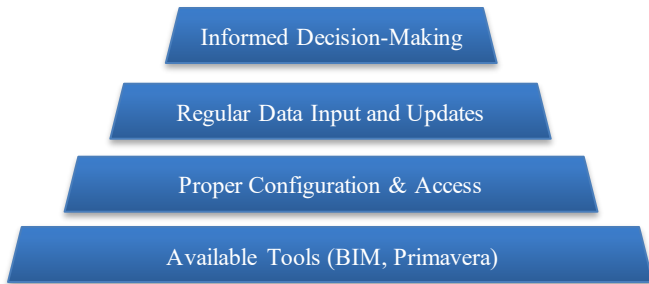 Informed Decision-Making
Regular Data Input and Updates
Proper Configuration & Access
Available Tools (BIM, Primavera)